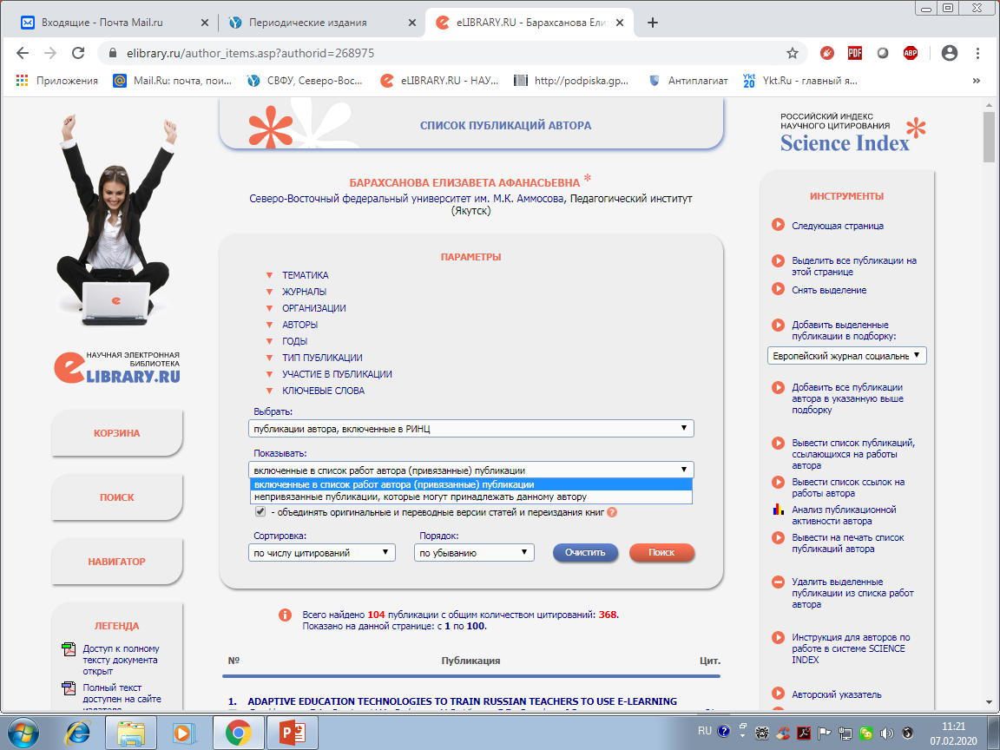 Входящие - Почта Mail.ru
Периодические издания
eLIBRARY.RU - Барахсанова Ели
elibrary.ru/author_items.asp?authorid=268975
PDF
ABP
Приложения
Mail.Ru: почта, пои...
СВФУ, Северо-Вос...
eLIBRARY.RU - НАУ...
http://podpiska.gp...
Антиплагиат
Ykt 20
Ykt.Ru - главный я...
»
НАУЧНАЯ ЭЛЕКТРОННАЯ
БИБЛИОТЕКА
eLIBRARY.RU
КОРЗИНА
ПОИСК
НАВИГАТОР
ЛЕГЕНДА
Доступ к полному
тексту документа
открыт
Полный текст
доступен на сайте
издателя
СПИСОК ПУБЛИКАЦИЙ АВТОРА
БАРАХСАНОВА ЕЛИЗАВЕТА АФАНАСЬЕВНА *
Северо-Восточный федеральный университет им. М.К. Аммосова, Педагогический институт
(Якутск)
ПАРАМЕТРЫ
ТЕМАТИКА
ЖУРНАЛЫ
ОРГАНИЗАЦИИ
АВТОРЫ
ГОДЫ
ТИП ПУБЛИКАЦИИ
УЧАСТИЕ В ПУБЛИКАЦИИ
КЛЮЧЕВЫЕ СЛОВА
Выбрать:
публикации автора, включенные в РИНЦ
Показывать:
включенные в список работ автора (привязанные) публикации
включенные в список работ автора (привязанные) публикации
непривязанные публикации, которые могут принадлежать данному автору
- объединять оригинальные и переводные версии статей и переиздания книг ?
Сортировка:
Порядок:
по числу цитирований
по убыванию
Очистить
Поиск
Всего найдено 104 публикации с общим количеством цитирований: 368.
Показано на данной странице: с 1 по 100.
№
Публикация
Цит.
1. ADAPTIVE EDUCATION TECHNOLOGIES TO TRAIN RUSSIAN TEACHERS TO USE E-LEARNING
РОССИЙСКИЙ ИНДЕКС
НАУЧНОГО ЦИТИРОВАНИЯ
Science Index
ИНСТРУМЕНТЫ
Следующая страница
Выделить все публикации на
этой странице
Снять выделение
Добавить выделенные
публикации в подборку:
Европейский журнал социальнь
Добавить все публикации
автора в указанную выше
подборку
Вывести список публикаций,
ссылающихся на работы
автора
Вывести список ссылок на
работы автора
Анализ публикационной
активности автора
Вывести на печать список
публикаций автора
Удалить выделенные
публикации из списка работ
автора
Инструкция для авторов по
работе в системе SCIENCE
INDEX
Авторский указатель
RU
11:21
07.02.2020